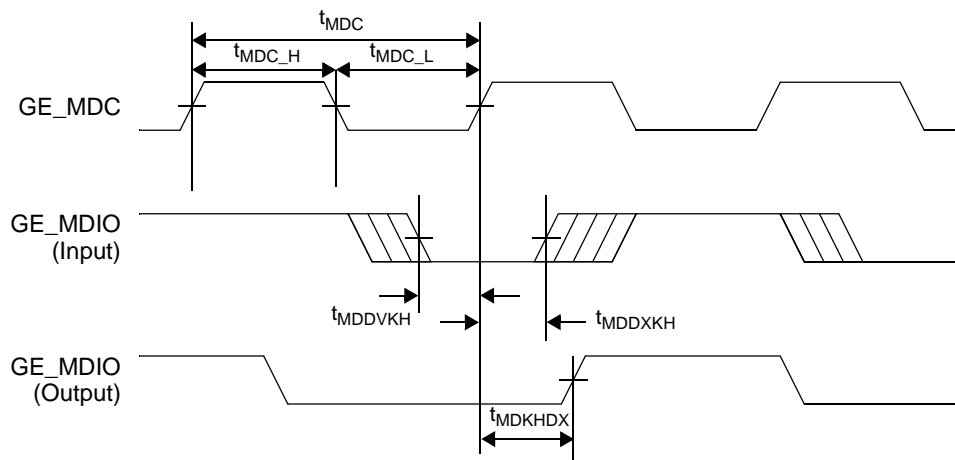 tMDC
tMDC_H
tMDC_L
GE_MDC
GE_MDIO
(Input)
tMDDVKH
tMDDXKH
GE_MDIO
(Output)
tMDKHDX